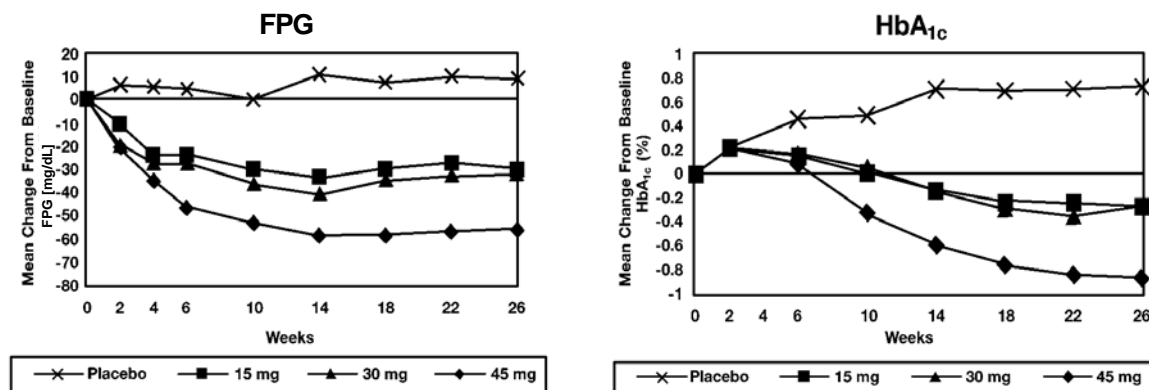 FPG
Mean Change From Baseline
FPG [mg/dL]
20
10
0
-10
-20
-30
-40
-50
-60
-70
-80
0 2 4 6 10 14 18 22 26
Weeks
Placebo 15 mg 30 mg 45 mg
HbA1c
Mean Change From Baseline
HbA1c (%)
1
0.8
0.6
0.4
0.2
0
-0.2
-0.4
-0.6
-0.8
-1
0 2 4 6 10 14 18 22 26
Weeks
Placebo 15 mg 30 mg 45 mg